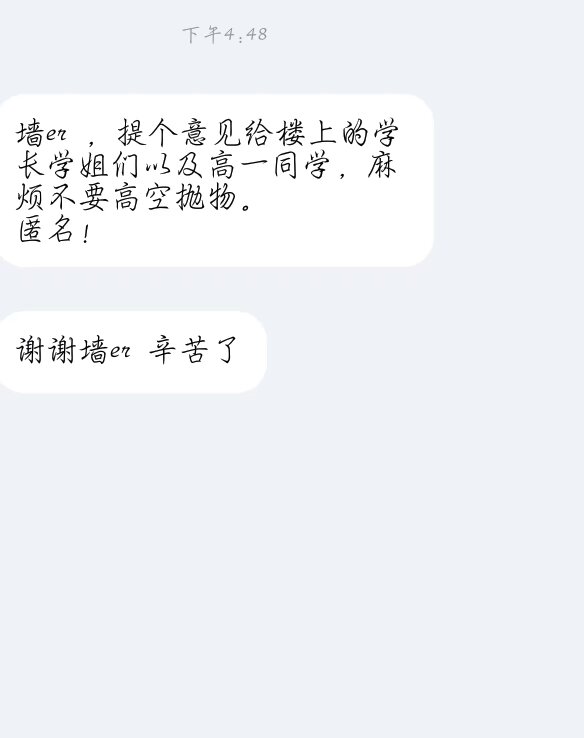 下午4:48
墙er ，提个意见给楼上的学
长学姐们以及高一同学，麻
烦不要高空抛物。
匿名！
谢谢墙er 辛苦了